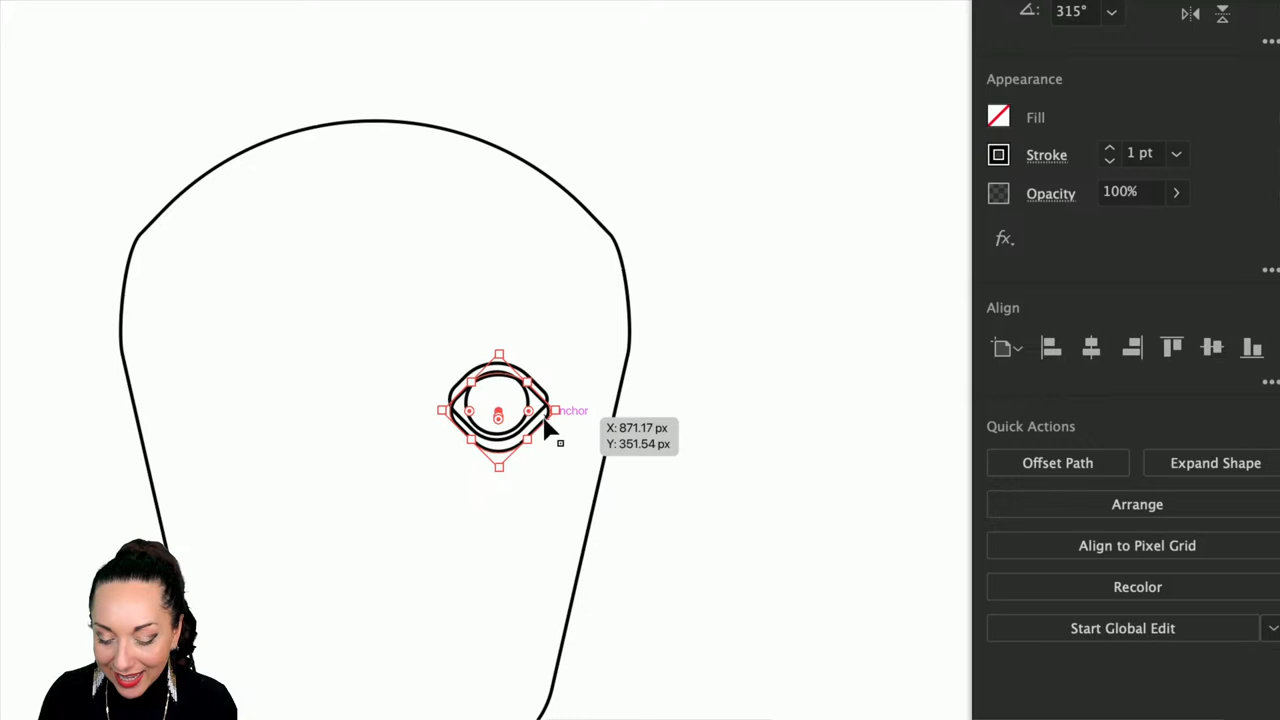 315°
Appearance
Fill
Stroke
1 pt
Opacity
100%
fx
Align
nchor
X: 871.17 px
Y: 351.54 px
Quick Actions
Offset Path
Expand Shape
Arrange
Align to Pixel Grid
Recolor
Start Global Edit